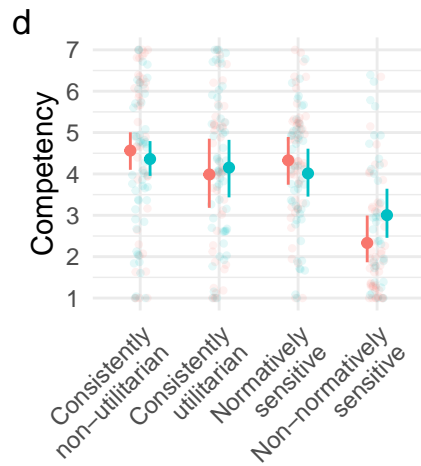 d
Competency
7
6
5
4
3
2
1
Consistently
non−utilitarian
Consistently
utilitarian
Normatively
sensitive
Non−normatively
sensitive